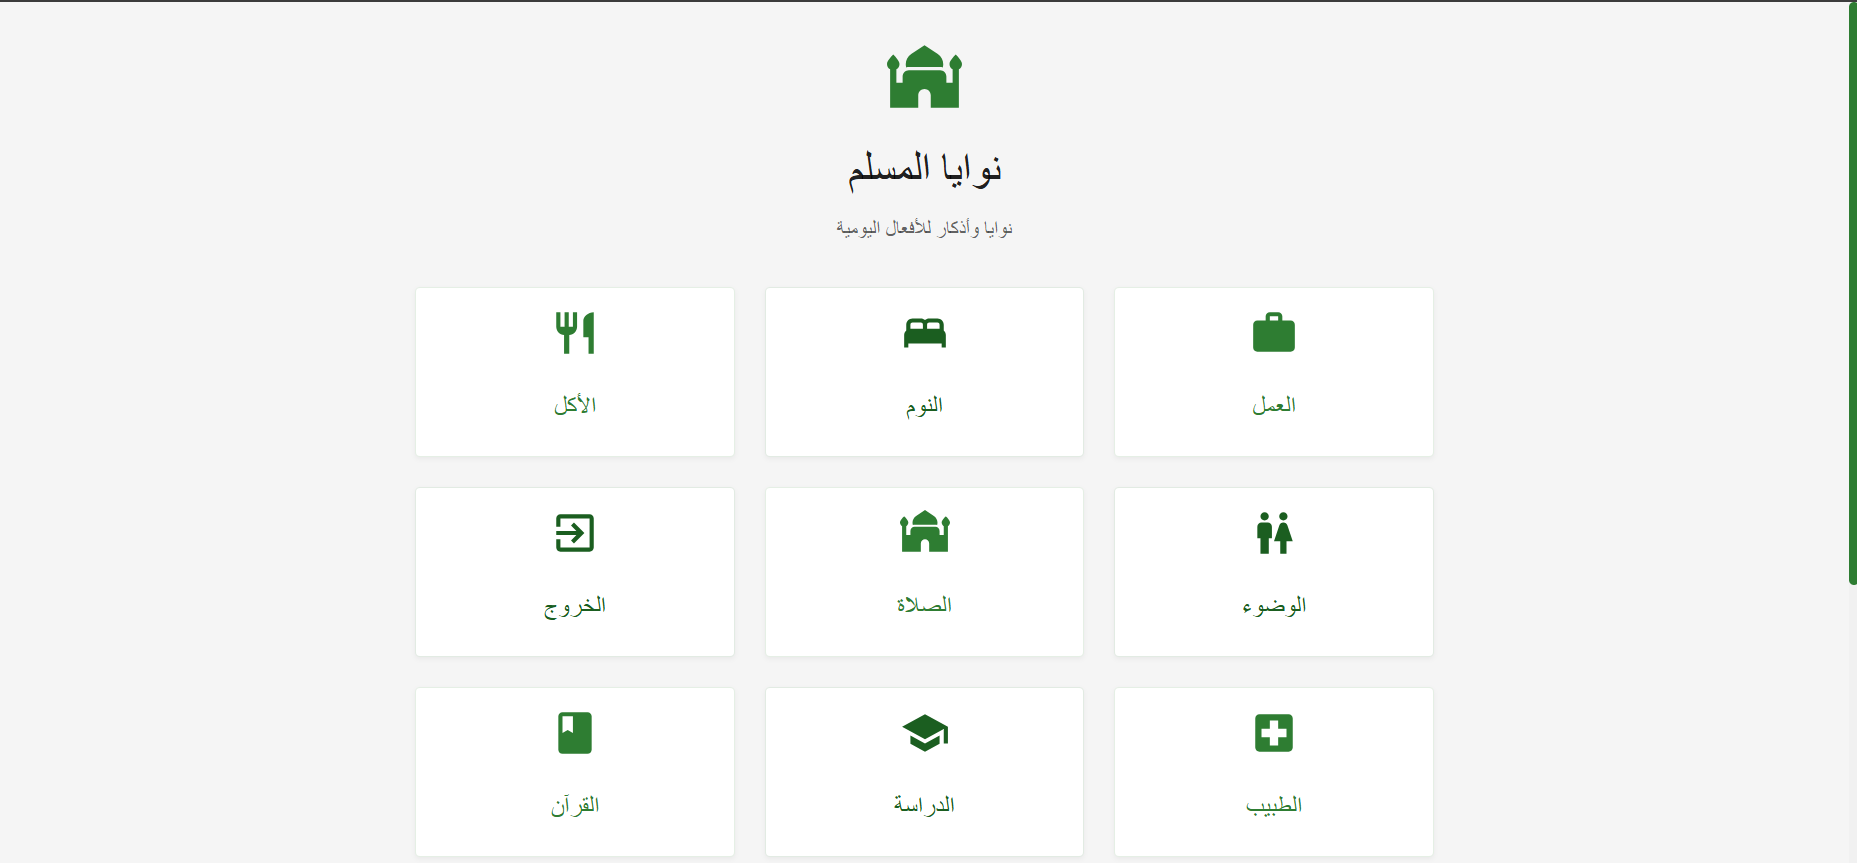 نوايا المسلم
نوايا وأذكار للأفعال اليومية
العمل
النوم
الأكل
الوضوء
الصلاة
الخروج
الطبيب
الدراسة
القرآن